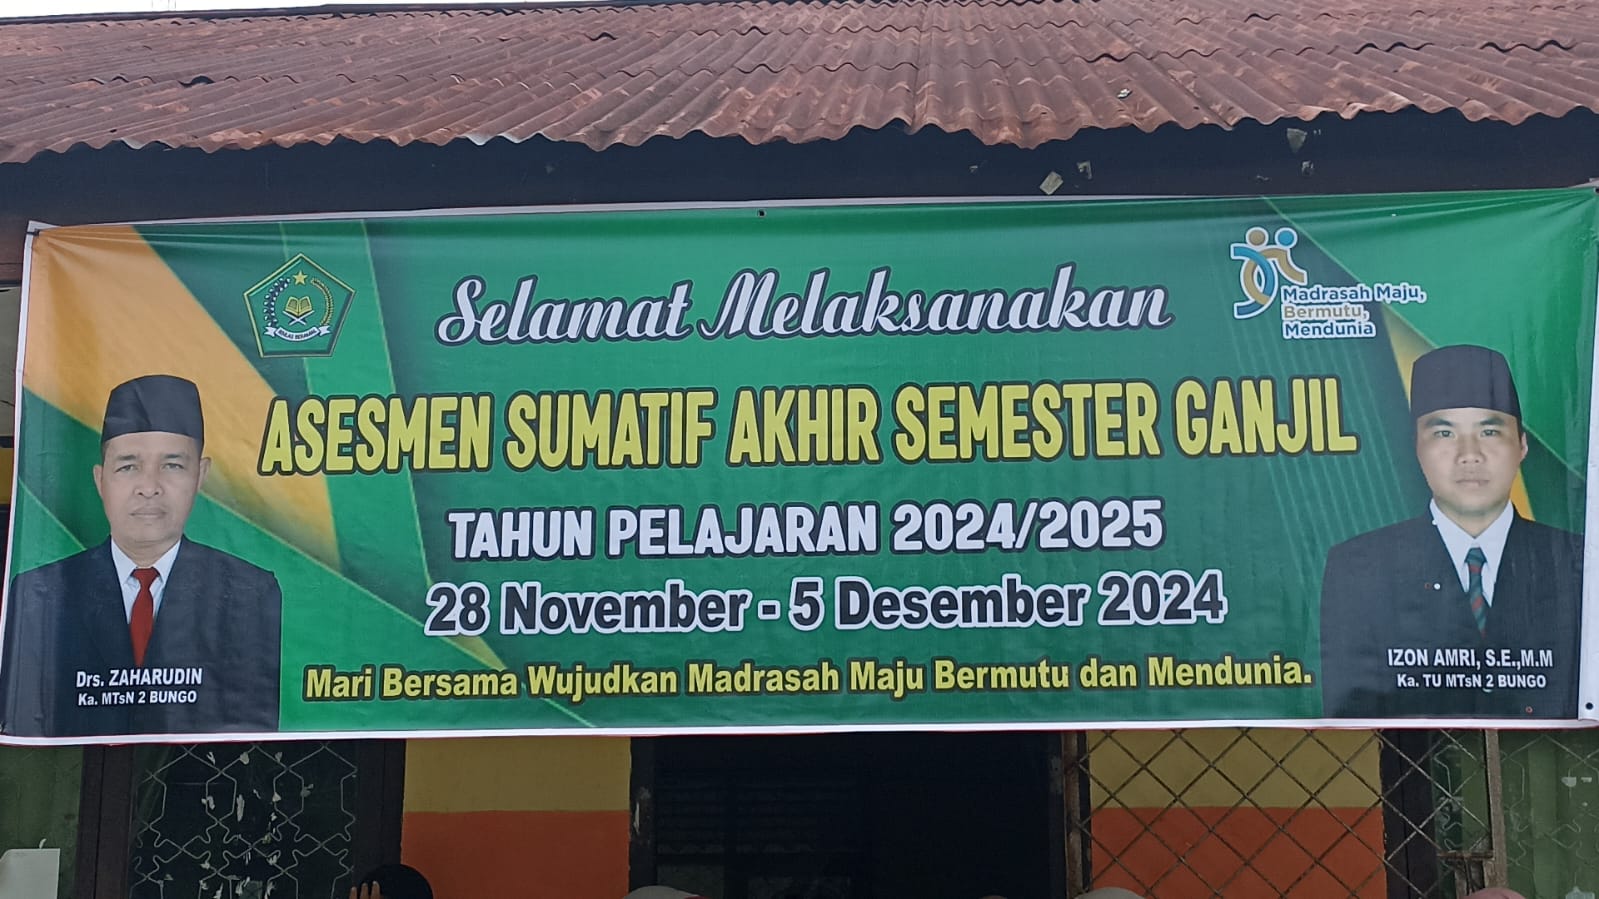 Selamat Melaksanakan
Madrasah Maju,
Bermutu,
Mendunia
IKHLAS BERAMAL
ASESMEN SUMATIF AKHIR SEMESTER GANJIL
TAHUN PELAJARAN 2024/2025
28 November - 5 Desember 2024
Mari Bersama Wujudkan Madrasah Maju Bermutu dan Mendunia.
Drs. ZAHARUDIN
Ka. MTsN 2 BUNGO
IZON AMRI, S.E.,M.M
Ka. TU MTsN 2 BUNGO